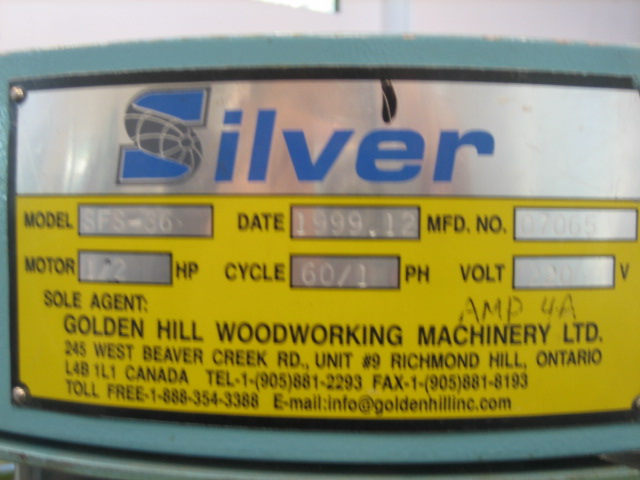 Silver
MODEL SFS-36 DATE 1999.12 MFD. NO. 07065
MOTOR 1/2 HP CYCLE 60/1 PH VOLT V
AMP 4A
SOLE AGENT:
GOLDEN HILL WOODWORKING MACHINERY LTD.
245 WEST BEAVER CREEK RD., UNIT #9 RICHMOND HILL, ONTARIO
L4B 1L1 CANADA TEL-1-(905)881-2293 FAX-1-(905)881-8193
TOLL FREE-1-888-354-3388 E-mail:info@goldenhillinc.com